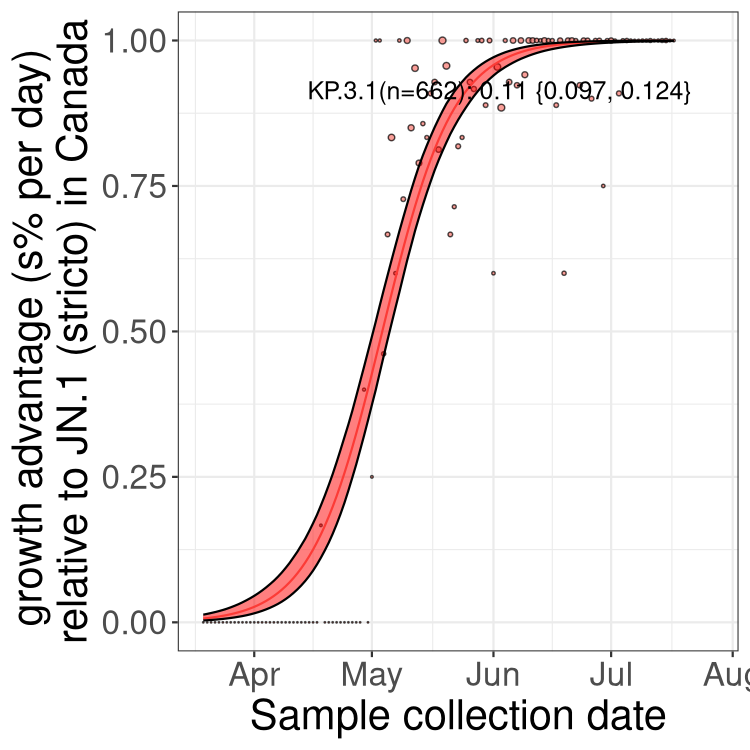 growth advantage (s% per day)
relative to JN.1 (stricto) in Canada
1.00
0.75
0.50
0.25
0.00
KP.3.1(n=662): 0.11 {0.097, 0.124}
Apr May Jun Jul Aug
Sample collection date